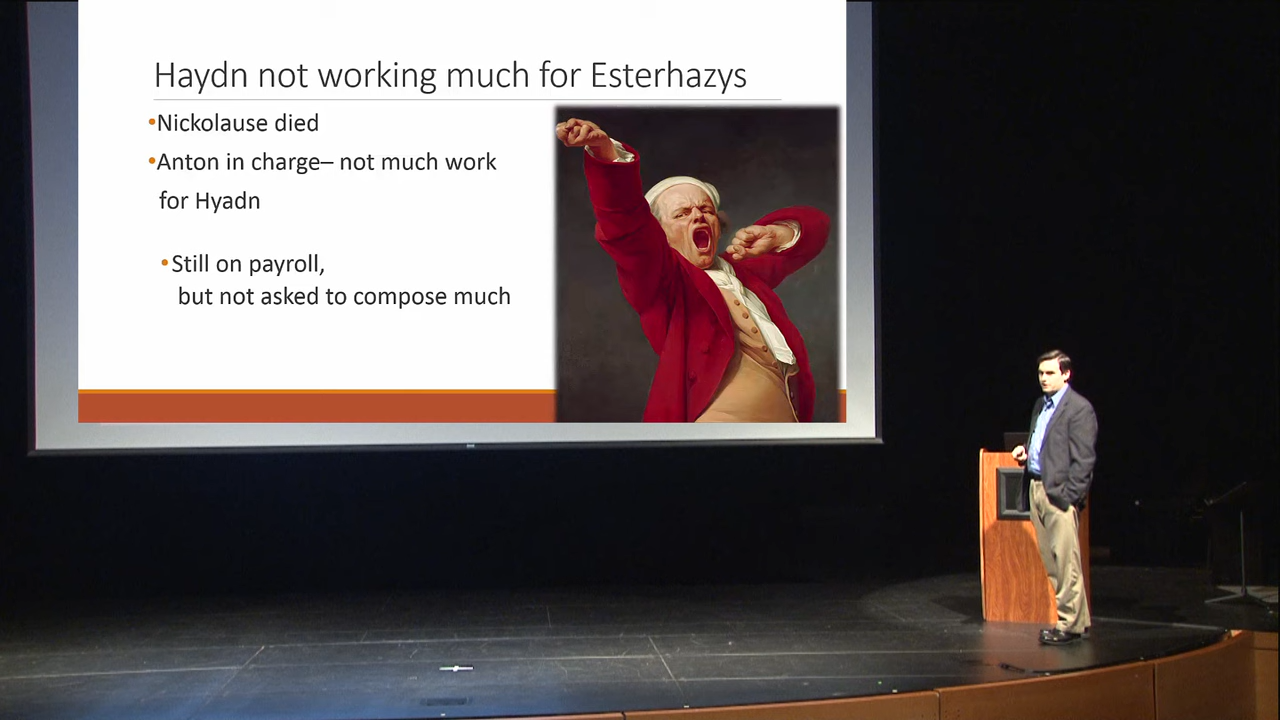 Haydn not working much for Esterhazys
•Nickolause died
•Anton in charge– not much work
for Hyadn
•Still on payroll,
but not asked to compose much